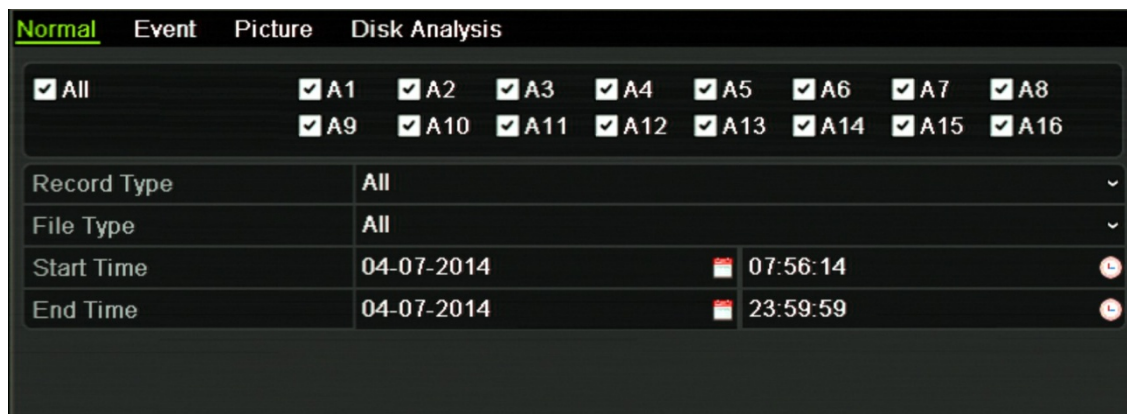 Normal Event Picture Disk Analysis
All A1 A2 A3 A4 A5 A6 A7 A8
A9 A10 A11 A12 A13 A14 A15 A16
Record Type All
File Type All
Start Time 04-07-2014 07:56:14
End Time 04-07-2014 23:59:59